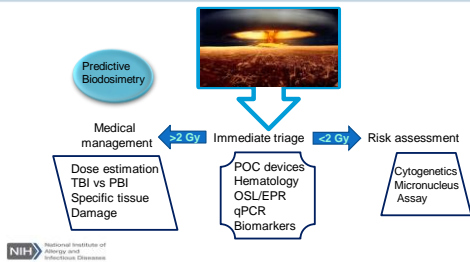 Predictive
Biodosimetry
Medical
management
>2 Gy
Immediate triage
<2 Gy
Risk assessment
Dose estimation
TBI vs PBI
Specific tissue
Damage
POC devices
Hematology
OSL/EPR
qPCR
Biomarkers
Cytogenetics
Micronucleus
Assay
NIH
National Institute of
Allergy and
Infectious Diseases